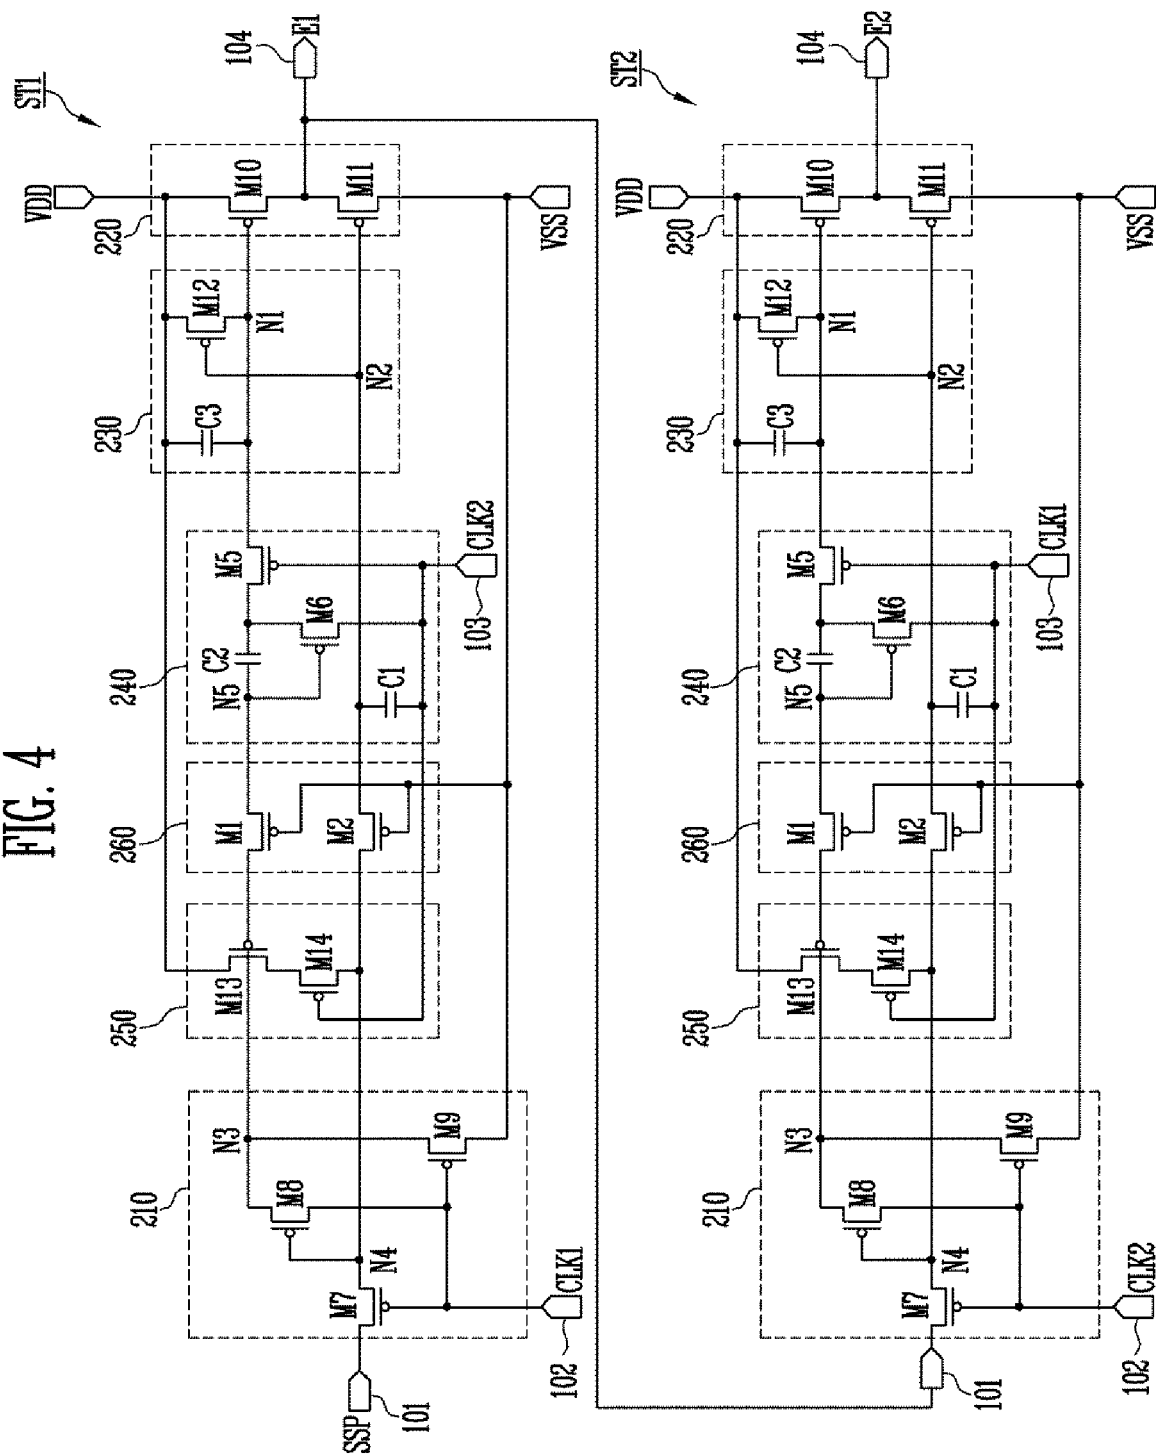 FIG. 4
ST1
VDD
220
M10
M11
VSS
104
E1
230
M12
N1
N2
C3
240
M5
M6
C2
N5
C1
CLK2
103
260
M1
M2
250
M13
M14
210
N3
M9
M8
N4
M7
CLK1
102
SSP
101
ST2
VDD
220
M10
M11
VSS
104
E2
230
M12
N1
N2
C3
240
M5
M6
C2
N5
C1
CLK1
103
260
M1
M2
250
M13
M14
210
N3
M9
M8
N4
M7
CLK2
102
101